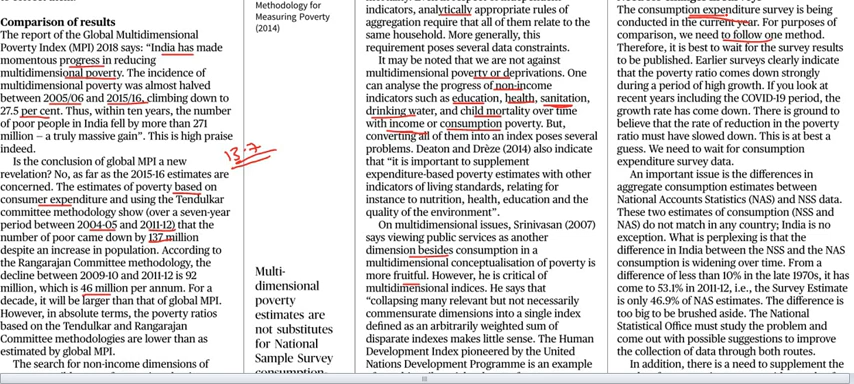 Comparison of results
The report of the Global Multidimensional
Poverty Index (MPI) 2018 says: “India has made
momentous progress in reducing
multidimensional poverty. The incidence of
multidimensional poverty was almost halved
between 2005/06 and 2015/16, climbing down to
27.5 per cent. Thus, within ten years, the number
of poor people in India fell by more than 271
million — a truly massive gain”. This is high praise
indeed.
Is the conclusion of global MPI a new
revelation? No, as far as the 2015-16 estimates are
concerned. The estimates of poverty based on
consumer expenditure and using the Tendulkar
committee methodology show (over a seven-year
period between 2004-05 and 2011-12) that the
number of poor came down by 137 million
despite an increase in population. According to
the Rangarajan Committee methodology, the
decline between 2009-10 and 2011-12 is 92
million, which is 46 million per annum. For a
decade, it will be larger than that of global MPI.
However, in absolute terms, the poverty ratios
based on the Tendulkar and Rangarajan
Committee methodologies are lower than as
estimated by global MPI.
The search for non-income dimensions of
13.7
Methodology for
Measuring Poverty
(2014)
Multi-
dimensional
poverty
estimates are
not substitutes
for National
Sample Survey
consumption-
indicators, analytically appropriate rules of
aggregation require that all of them relate to the
same household. More generally, this
requirement poses several data constraints.
It may be noted that we are not against
multidimensional poverty or deprivations. One
can analyse the progress of non-income
indicators such as education, health, sanitation,
drinking water, and child mortality over time
with income or consumption poverty. But,
converting all of them into an index poses several
problems. Deaton and Drèze (2014) also indicate
that “it is important to supplement
expenditure-based poverty estimates with other
indicators of living standards, relating for
instance to nutrition, health, education and the
quality of the environment”.
On multidimensional issues, Srinivasan (2007)
says viewing public services as another
dimension besides consumption in a
multidimensional conceptualisation of poverty is
more fruitful. However, he is critical of
multidimensional indices. He says that
“collapsing many relevant but not necessarily
commensurate dimensions into a single index
defined as an arbitrarily weighted sum of
disparate indexes makes little sense. The Human
Development Index pioneered by the United
Nations Development Programme is an example
The consumption expenditure survey is being
conducted in the current year. For purposes of
comparison, we need to follow one method.
Therefore, it is best to wait for the survey results
to be published. Earlier surveys clearly indicate
that the poverty ratio comes down strongly
during a period of high growth. If you look at
recent years including the COVID-19 period, the
growth rate has come down. There is ground to
believe that the rate of reduction in the poverty
ratio must have slowed down. This is at best a
guess. We need to wait for consumption
expenditure survey data.
An important issue is the differences in
aggregate consumption estimates between
National Accounts Statistics (NAS) and NSS data.
These two estimates of consumption (NSS and
NAS) do not match in any country; India is no
exception. What is perplexing is that the
difference in India between the NSS and the NAS
consumption is widening over time. From a
difference of less than 10% in the late 1970s, it has
come to 53.1% in 2011-12, i.e., the Survey Estimate
is only 46.9% of NAS estimates. The difference is
too big to be brushed aside. The National
Statistical Office must study the problem and
come out with possible suggestions to improve
the collection of data through both routes.
In addition, there is a need to supplement the